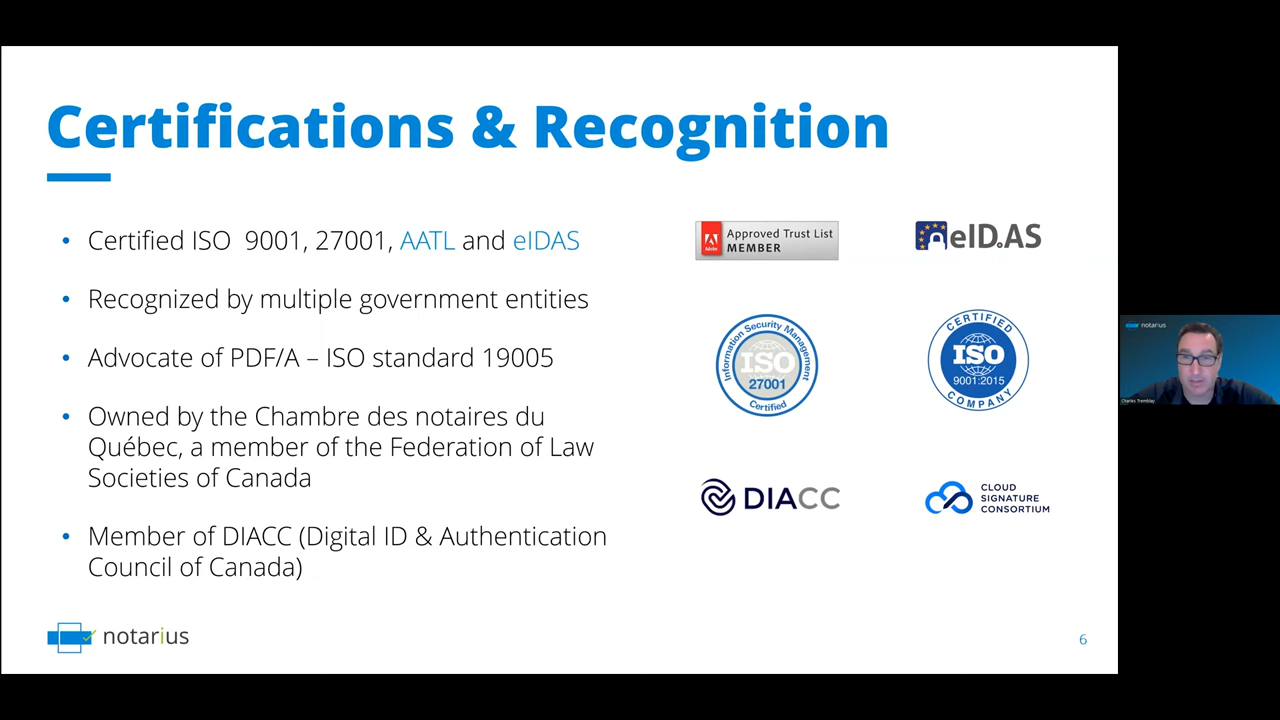 Certifications & Recognition
• Certified ISO 9001, 27001, AATL and eIDAS
• Recognized by multiple government entities
• Advocate of PDF/A – ISO standard 19005
• Owned by the Chambre des notaires du
Québec, a member of the Federation of Law
Societies of Canada
• Member of DIACC (Digital ID & Authentication
Council of Canada)
Adobe
Approved Trust List
MEMBER
eID.AS
Information Security Management
ISO
27001
Certified
CERTIFIED
ISO
9001:2015
COMPANY
DIACC
CLOUD
SIGNATURE
CONSORTIUM
notarius
6
notarius
Charles Tremblay